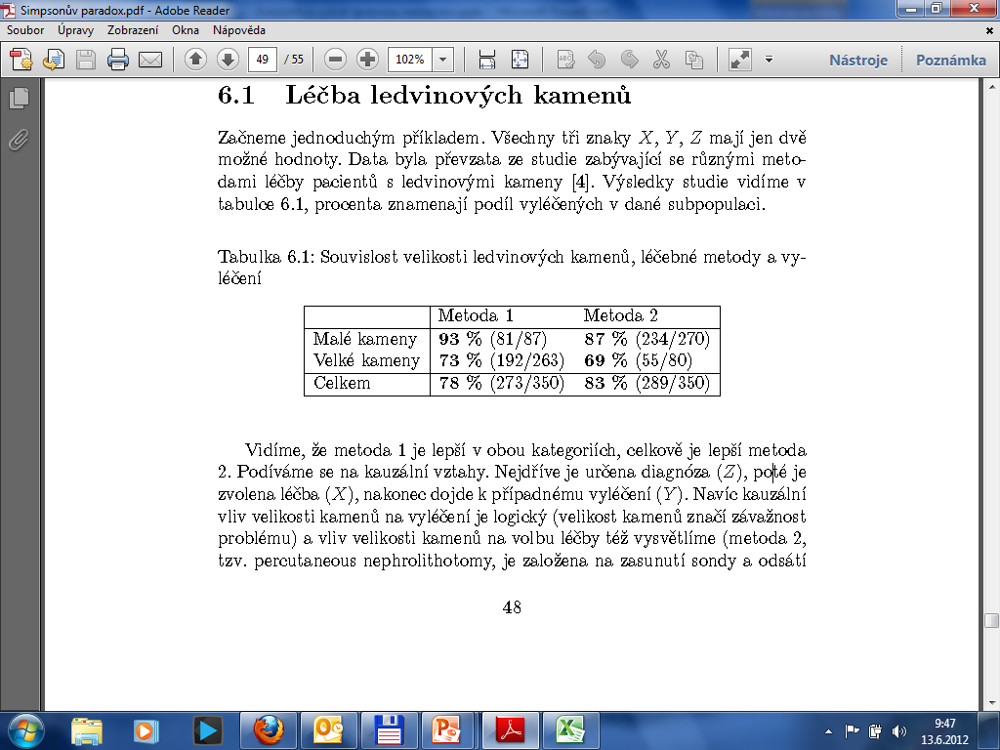 Simpsonův paradox.pdf - Adobe Reader
Soubor Úpravy Zobrazení Okna Nápověda
49 / 55 102% Nástroje Poznámka
6.1 Léčba ledvinových kamenů
Začneme jednoduchým příkladem. Všechny tři znaky X, Y, Z mají jen dvě
možné hodnoty. Data byla převzata ze studie zabývající se různými meto-
dami léčby pacientů s ledvinovými kameny [4]. Výsledky studie vidíme v
tabulce 6.1, procenta znamenají podíl vyléčených v dané subpopulaci.
Tabulka 6.1: Souvislost velikosti ledvinových kamenů, léčebné metody a vy-
léčení
Metoda 1 Metoda 2
Malé kameny 93 % (81/87) 87 % (234/270)
Velké kameny 73 % (192/263) 69 % (55/80)
Celkem 78 % (273/350) 83 % (289/350)
Vidíme, že metoda 1 je lepší v obou kategoriích, celkově je lepší metoda
2. Podíváme se na kauzální vztahy. Nejdříve je určena diagnóza (Z), poté je
zvolena léčba (X), nakonec dojde k případnému vyléčení (Y). Navíc kauzální
vliv velikosti kamenů na vyléčení je logický (velikost kamenů značí závažnost
problému) a vliv velikosti kamenů na volbu léčby též vysvětlíme (metoda 2,
tzv. percutaneous nephrolithotomy, je založena na zasunutí sondy a odsátí
48
9:47
13.6.2012